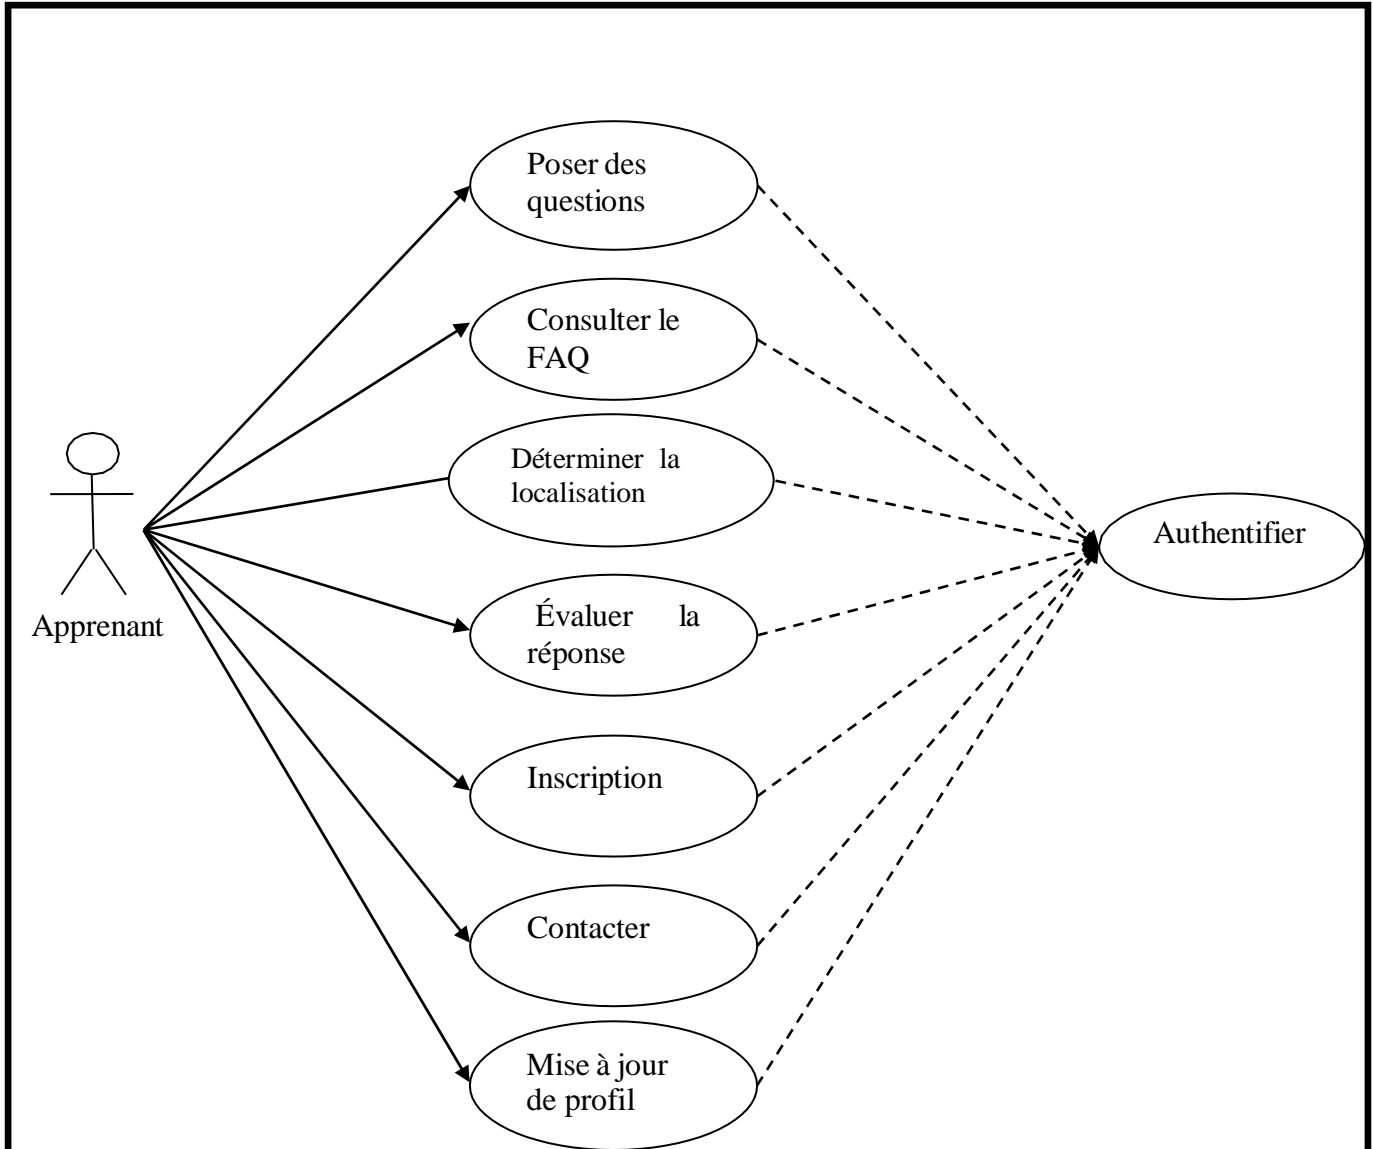 Poser des
questions
Consulter le
FAQ
Déterminer la
localisation
Authentifier
Évaluer la
réponse
Apprenant
Inscription
Contacter
Mise à jour
de profil